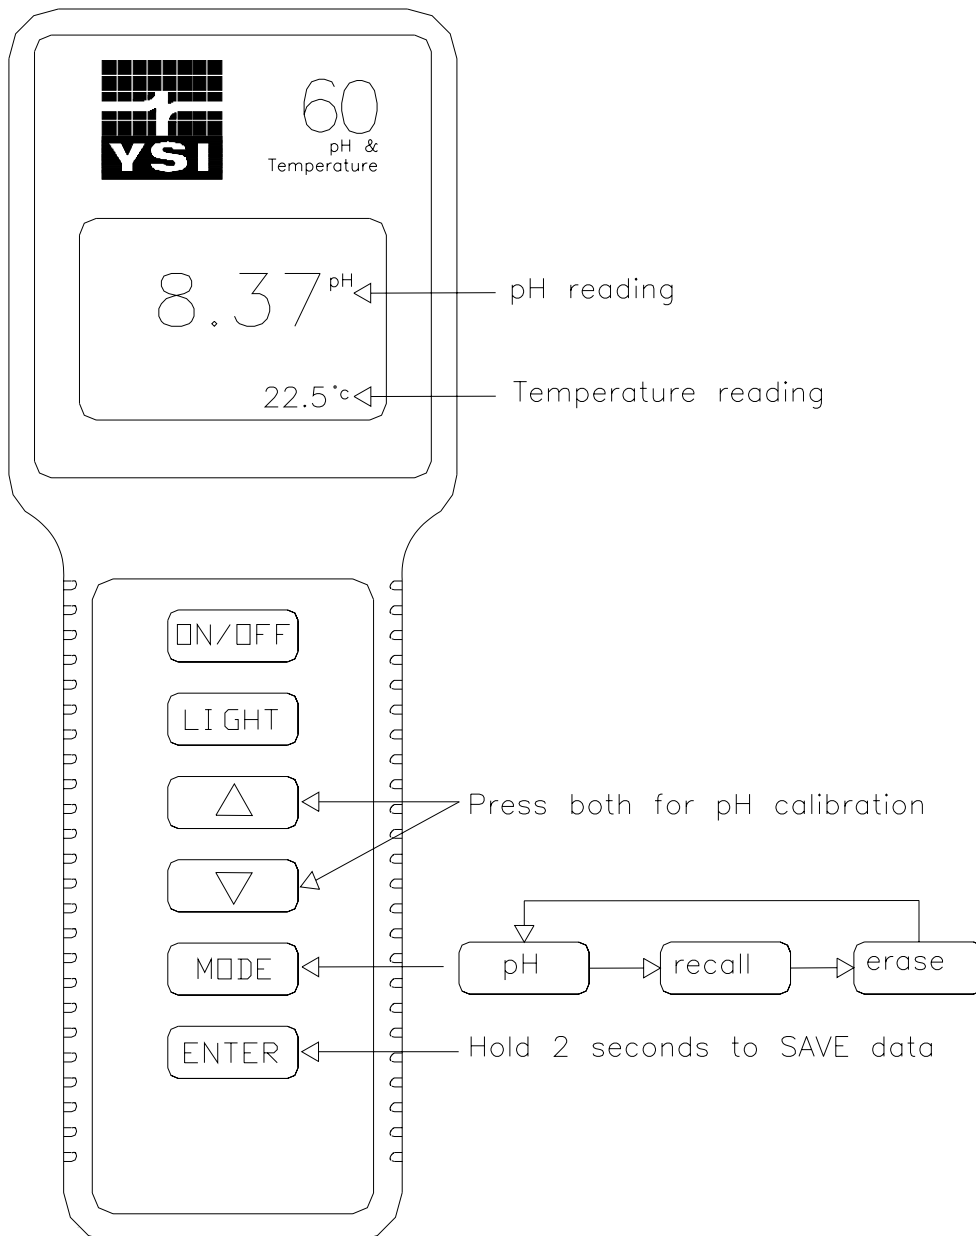 YSI
60
pH &
Temperature
8.37 pH
pH reading
22.5 °c
Temperature reading
ON/OFF
LIGHT
Press both for pH calibration
MODE
pH
recall
erase
ENTER
Hold 2 seconds to SAVE data